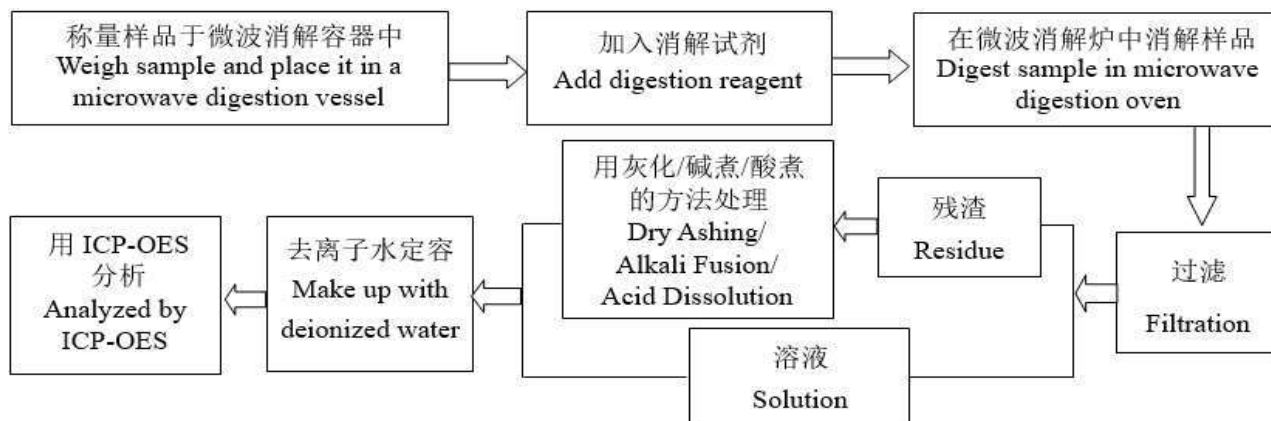 称量样品于微波消解容器中
Weigh sample and place it in a
microwave digestion vessel
加入消解试剂
Add digestion reagent
在微波消解炉中消解样品
Digest sample in microwave
digestion oven
过滤
Filtration
残渣
Residue
溶液
Solution
用灰化/碱煮/酸煮
的方法处理
Dry Ashing/
Alkali Fusion/
Acid Dissolution
去离子水定容
Make up with
deionized water
用 ICP-OES
分析
Analyzed by
ICP-OES